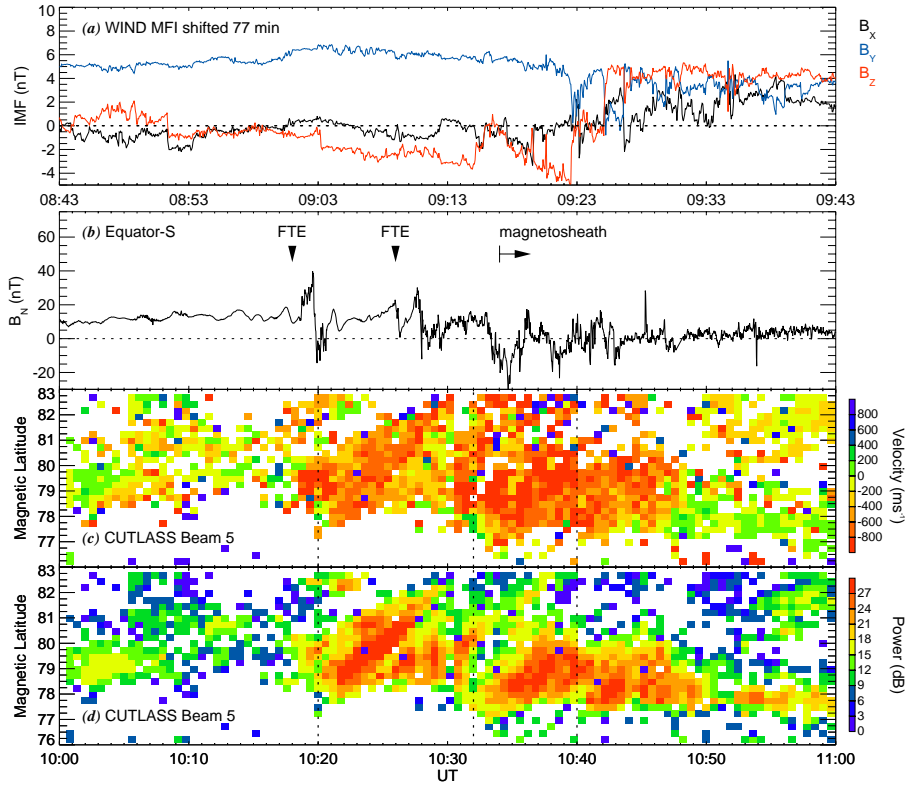 (a) WIND MFI shifted 77 min
IMF (nT)
10
8
6
4
2
0
-2
-4
B_X
B_Y
B_Z
08:43 08:53 09:03 09:13 09:23 09:33 09:43
(b) Equator-S
FTE
FTE
magnetosheath
B_N (nT)
60
40
20
0
20
Magnetic Latitude
83
82
81
80
79
78
77
(c) CUTLASS Beam 5
800
600
400
200
0
-200
-400
-600
-800
Velocity (ms⁻¹)
Magnetic Latitude
83
82
81
80
79
78
77
76
(d) CUTLASS Beam 5
27
24
21
18
15
12
9
6
3
0
Power (dB)
10:00 10:10 10:20 10:30 10:40 10:50 11:00
UT